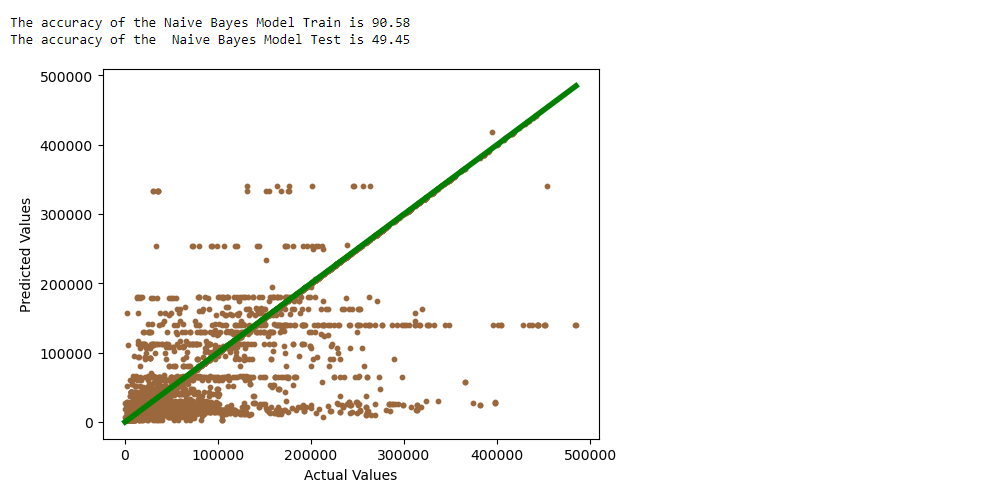 The accuracy of the Naive Bayes Model Train is 90.58
The accuracy of the  Naive Bayes Model Test is 49.45
500000
400000
300000
200000
100000
0
Predicted Values
0 100000 200000 300000 400000 500000
Actual Values